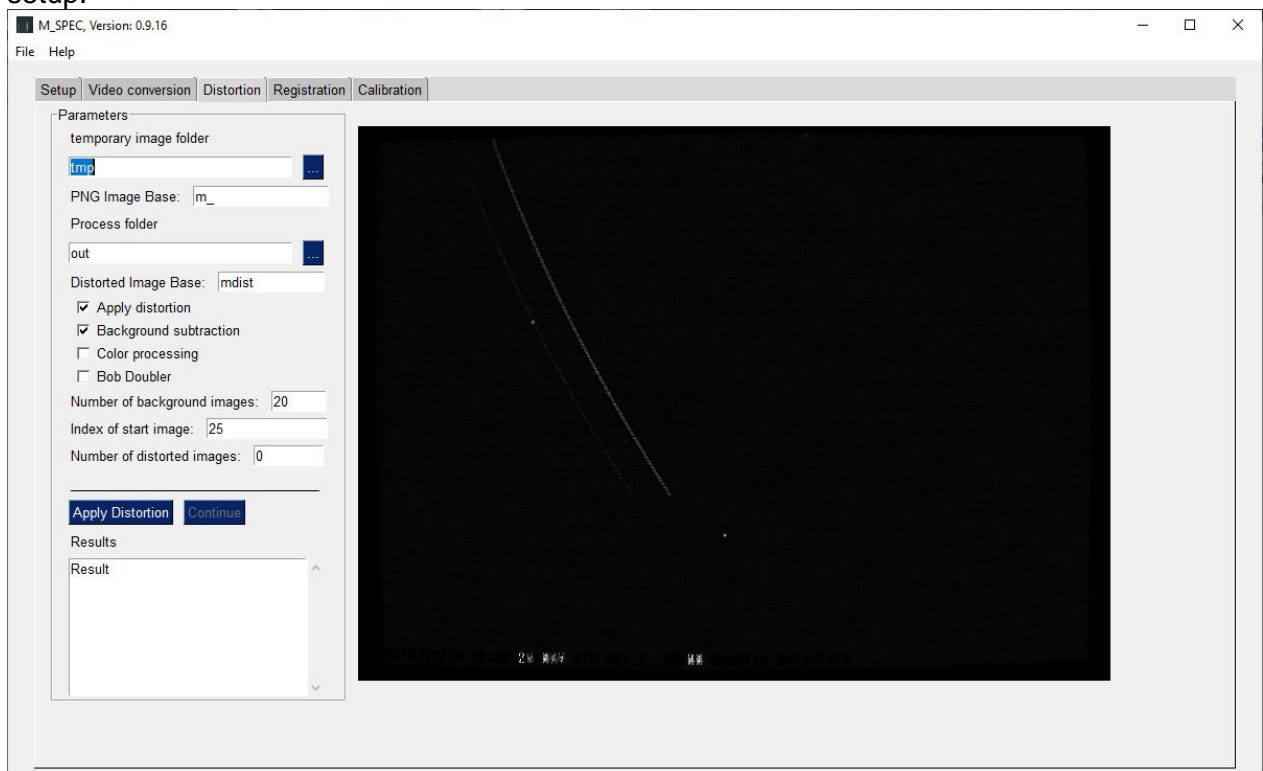 setup:
M_SPEC, Version: 0.9.16
File Help
Setup Video conversion Distortion Registration Calibration
Parameters
temporary image folder
tmp
...
PNG Image Base: m_
Process folder
out
...
Distorted Image Base: mdist
Apply distortion
Background subtraction
Color processing
Bob Doubler
Number of background images: 20
Index of start image: 25
Number of distorted images: 0
Apply Distortion Continue
Results
Result